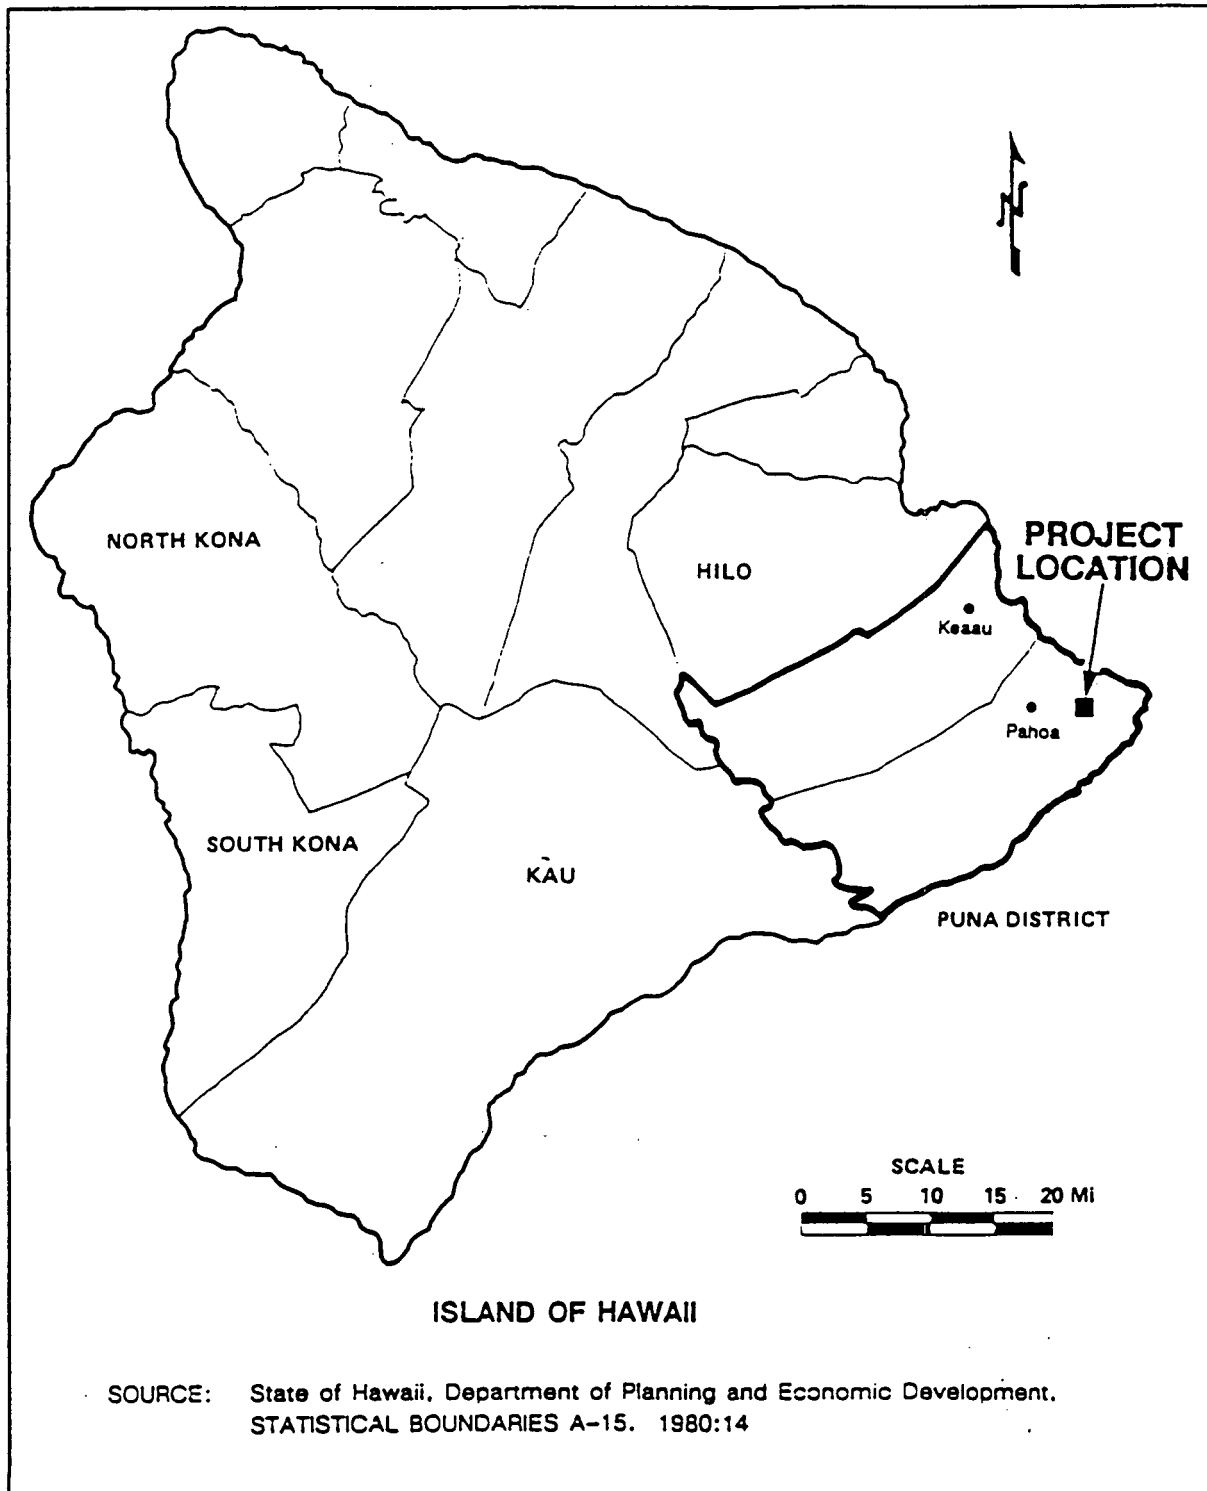 N
NORTH KONA
HILO
PROJECT
LOCATION
Keaau
Pahoa
SOUTH KONA
KĀU
PUNA DISTRICT
SCALE
0 5 10 15 20 Mi
ISLAND OF HAWAII
SOURCE: State of Hawaii, Department of Planning and Economic Development.
STATISTICAL BOUNDARIES A-15. 1980:14